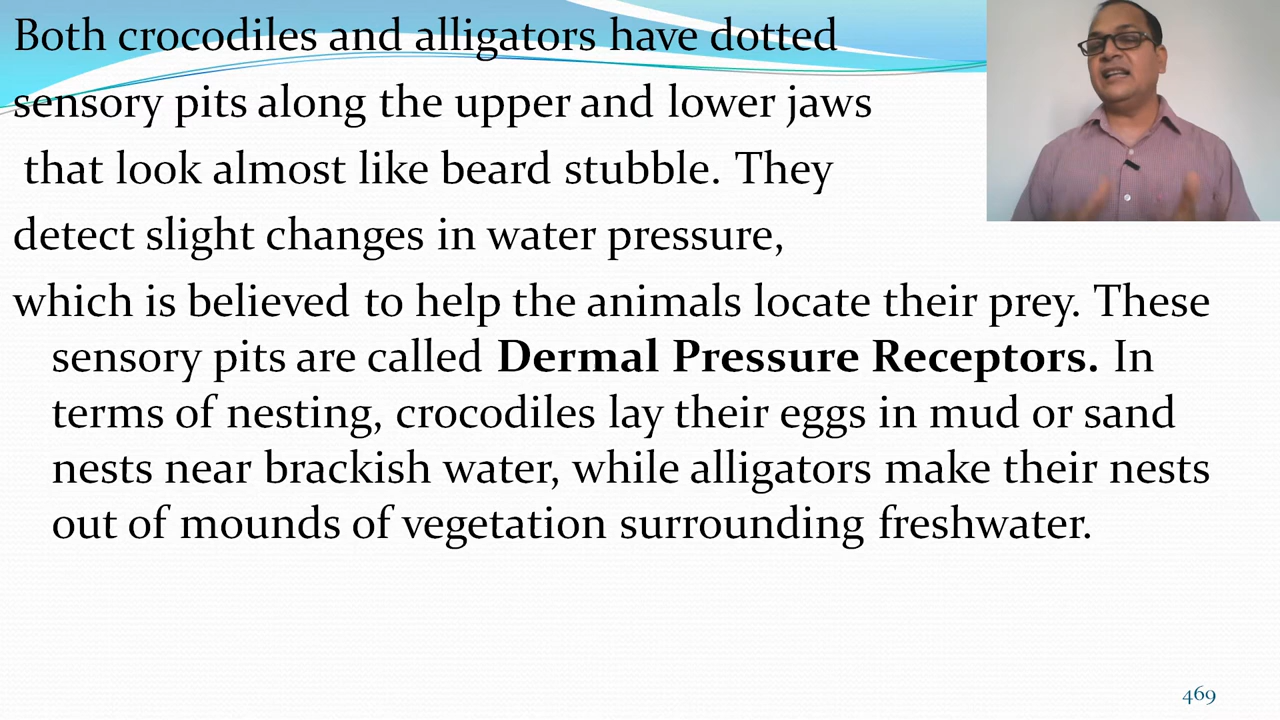 Both crocodiles and alligators have dotted
sensory pits along the upper and lower jaws
that look almost like beard stubble. They
detect slight changes in water pressure,
which is believed to help the animals locate their prey. These
sensory pits are called Dermal Pressure Receptors. In
terms of nesting, crocodiles lay their eggs in mud or sand
nests near brackish water, while alligators make their nests
out of mounds of vegetation surrounding freshwater.
469